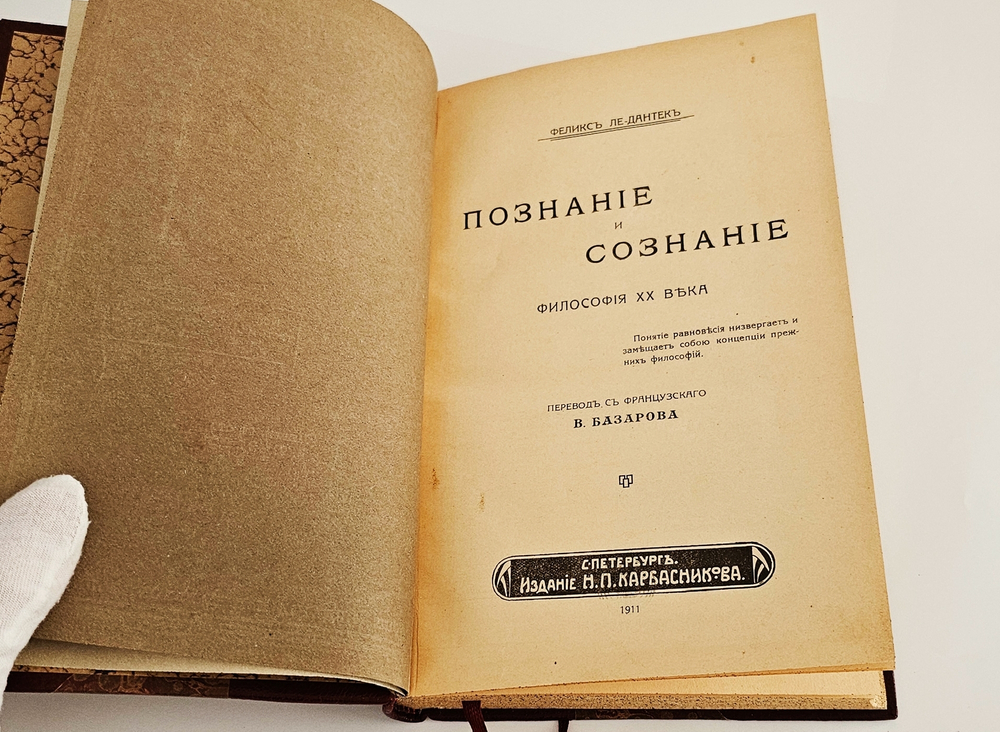 ФЕЛИКСЪ ЛЕ-ДАНТЕКЪ
ПОЗНАНІЕ
И
СОЗНАНІЕ
ФИЛОСОФІЯ XX ВѢКА
Понятіе равновѣсія низвергаетъ и
замѣщаетъ собою концепціи преж-
нихъ философій.
ПЕРЕВОДЪ СЪ ФРАНЦУЗСКАГО
В. БАЗАРОВА
С-ПЕТЕРБУРГЪ.
Изданіе Н.П.КАРБАСНИКОВА.
1911